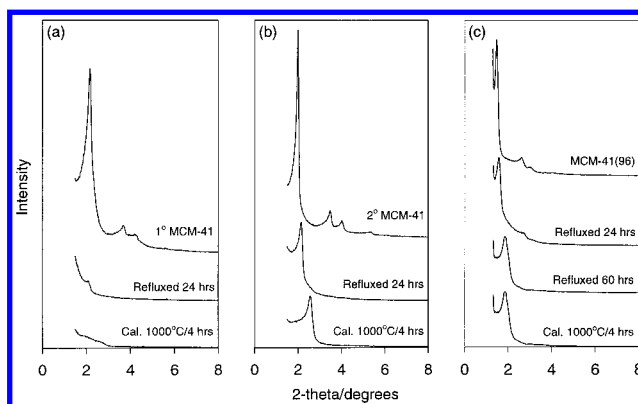 (a)
1° MCM-41
Refluxed 24 hrs
Cal. 1000°C/4 hrs
(b)
2° MCM-41
Refluxed 24 hrs
Cal. 1000°C/4 hrs
(c)
MCM-41(96)
Refluxed 24 hrs
Refluxed 60 hrs
Cal. 1000°C/4 hrs
Intensity
0 2 4 6 8
0 2 4 6 8
0 2 4 6 8
2-theta/degrees